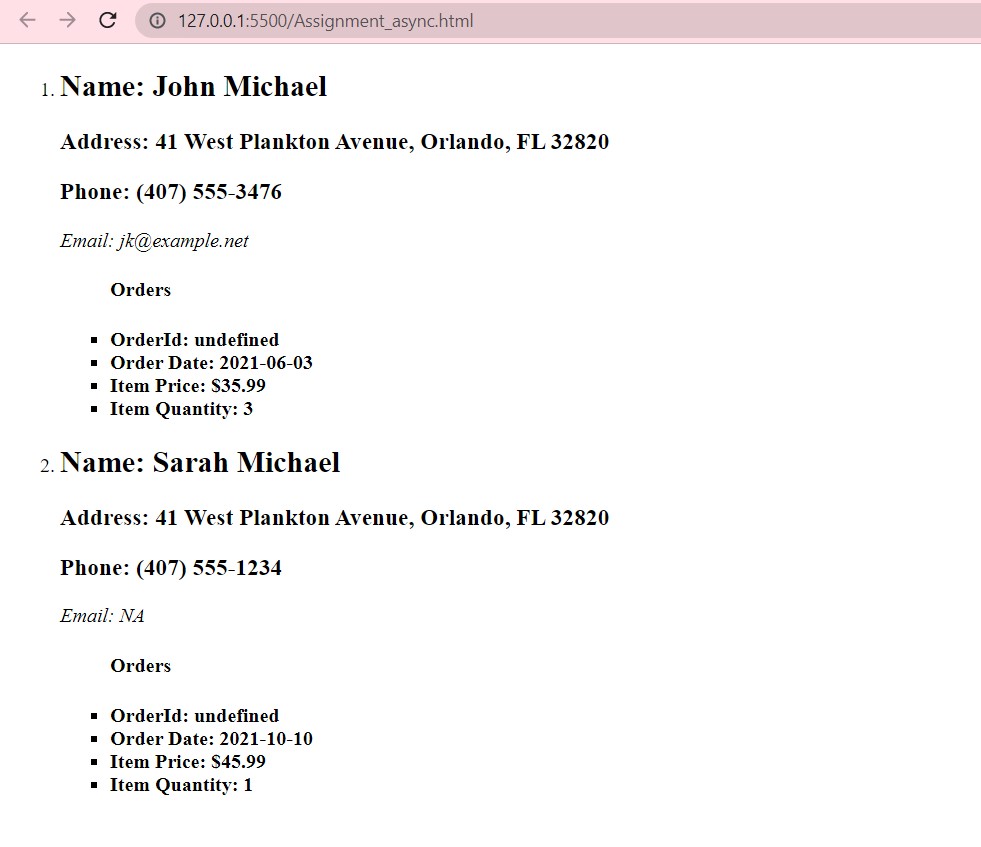 127.0.0.1:5500/Assignment_async.html
1. Name: John Michael
Address: 41 West Plankton Avenue, Orlando, FL 32820
Phone: (407) 555-3476
Email: jk@example.net
Orders
▪ OrderId: undefined
▪ Order Date: 2021-06-03
▪ Item Price: $35.99
▪ Item Quantity: 3
2. Name: Sarah Michael
Address: 41 West Plankton Avenue, Orlando, FL 32820
Phone: (407) 555-1234
Email: NA
Orders
▪ OrderId: undefined
▪ Order Date: 2021-10-10
▪ Item Price: $45.99
▪ Item Quantity: 1